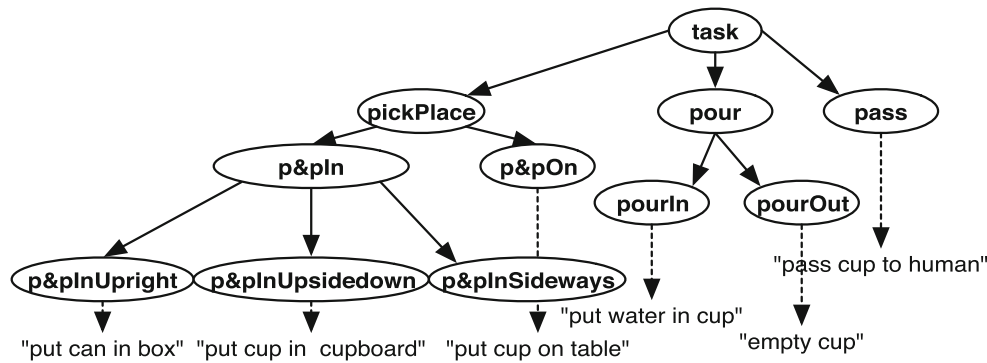 task
pickPlace
pour
pass
p&pIn
p&pOn
pourIn
pourOut
"pass cup to human"
p&pInUpright
p&pInUpsidedown
p&pInSideways
"put water in cup"
"empty cup"
"put can in box"
"put cup in cupboard"
"put cup on table"